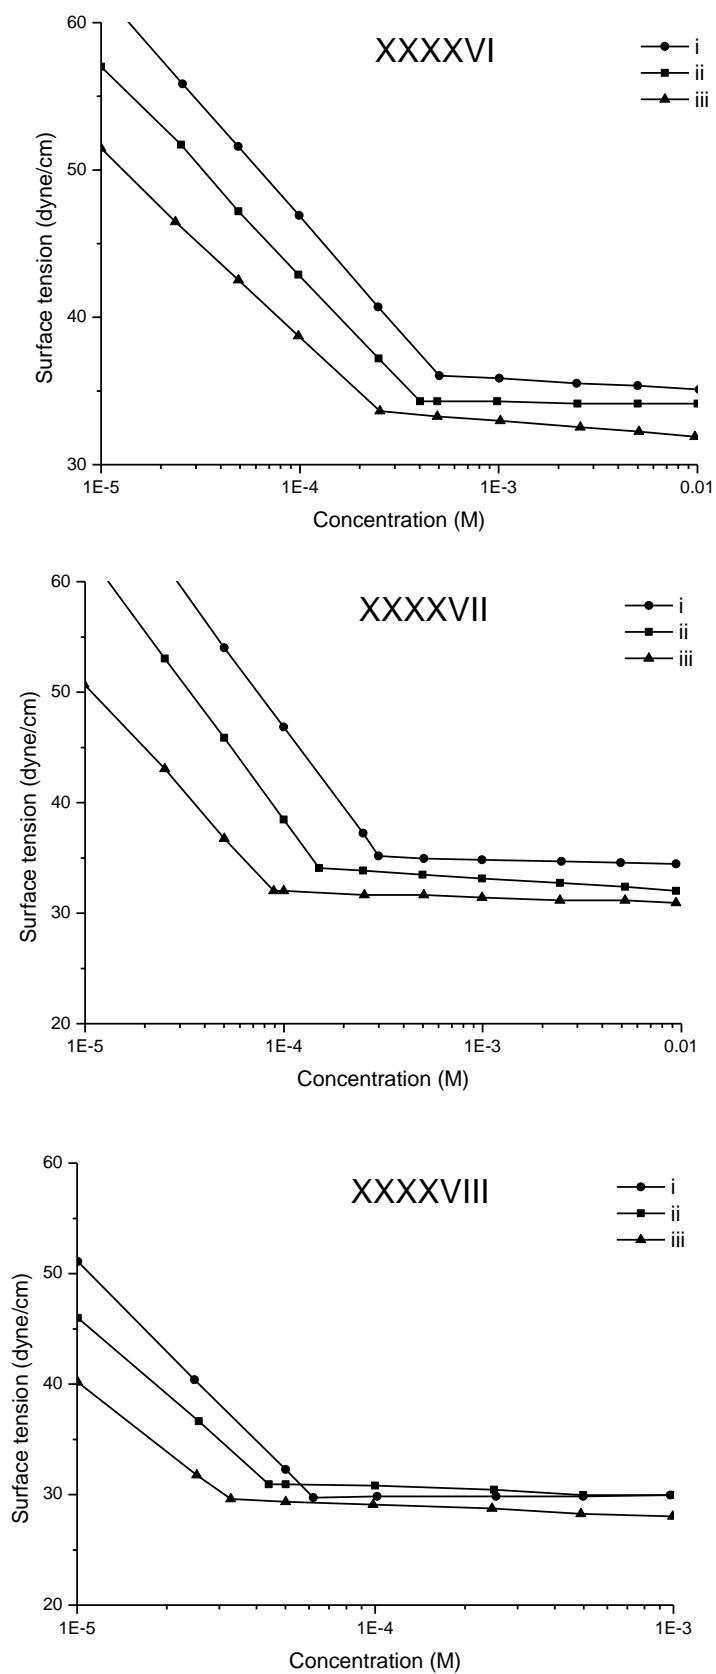 60
XXXXVI
i
ii
iii
50
40
30
Surface tension (dyne/cm)
1E-5
1E-4
1E-3
0.01
Concentration (M)
60
XXXXVII
i
ii
iii
50
40
30
20
Surface tension (dyne/cm)
1E-5
1E-4
1E-3
0.01
Concentration (M)
60
XXXXVIII
i
ii
iii
50
40
30
20
Surface tension (dyne/cm)
1E-5
1E-4
1E-3
Concentration (M)